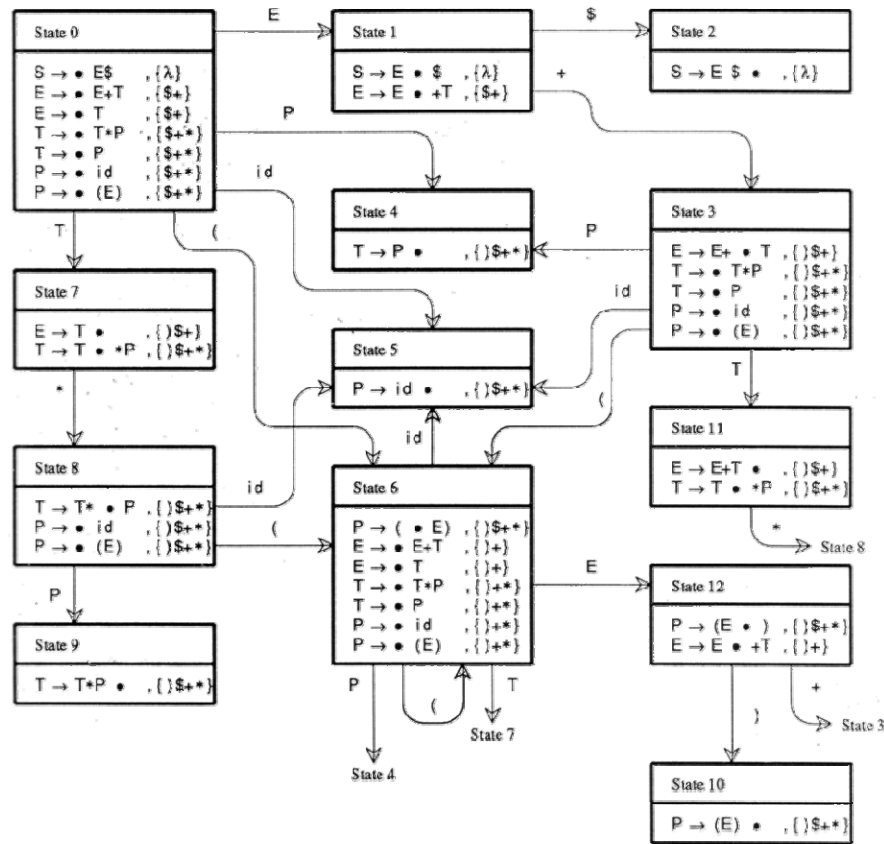 State 0
S → • E$ ,{λ}
E → • E+T ,{$+}
E → • T ,{$+}
T → • T*P ,{$+*}
T → • P ,{$+*}
P → • id ,{$+*}
P → • (E) ,{$+*}
E
State 1
S → E • $ ,{λ}
E → E • +T ,{$+}
$
+
State 2
S → E $ • ,{λ}
P
id
T
(
State 4
T → P • ,{)$+*}
P
State 3
E → E+ • T ,{)$+}
T → • T*P ,{)$+*}
T → • P ,{)$+*}
P → • id ,{)$+*}
P → • (E) ,{)$+*}
id
(
T
State 7
E → T • ,{)$+}
T → T • *P ,{)$+*}
*
State 5
P → id • ,{)$+*}
id
State 11
E → E+T • ,{)$+}
T → T • *P ,{)$+*}
*
State 8
State 8
T → T* • P ,{)$+*}
P → • id ,{)$+*}
P → • (E) ,{)$+*}
id
(
P
State 6
P → ( • E) ,{)$+*}
E → • E+T ,{)+}
E → • T ,{)+}
T → • T*P ,{)+*}
T → • P ,{)+*}
P → • id ,{)+*}
P → • (E) ,{)+*}
E
P
(
T
State 4
State 7
State 12
P → (E • ) ,{)$+*}
E → E • +T ,{)+}
)
+
State 3
State 9
T → T*P • ,{)$+*}
State 10
P → (E) • ,{)$+*}